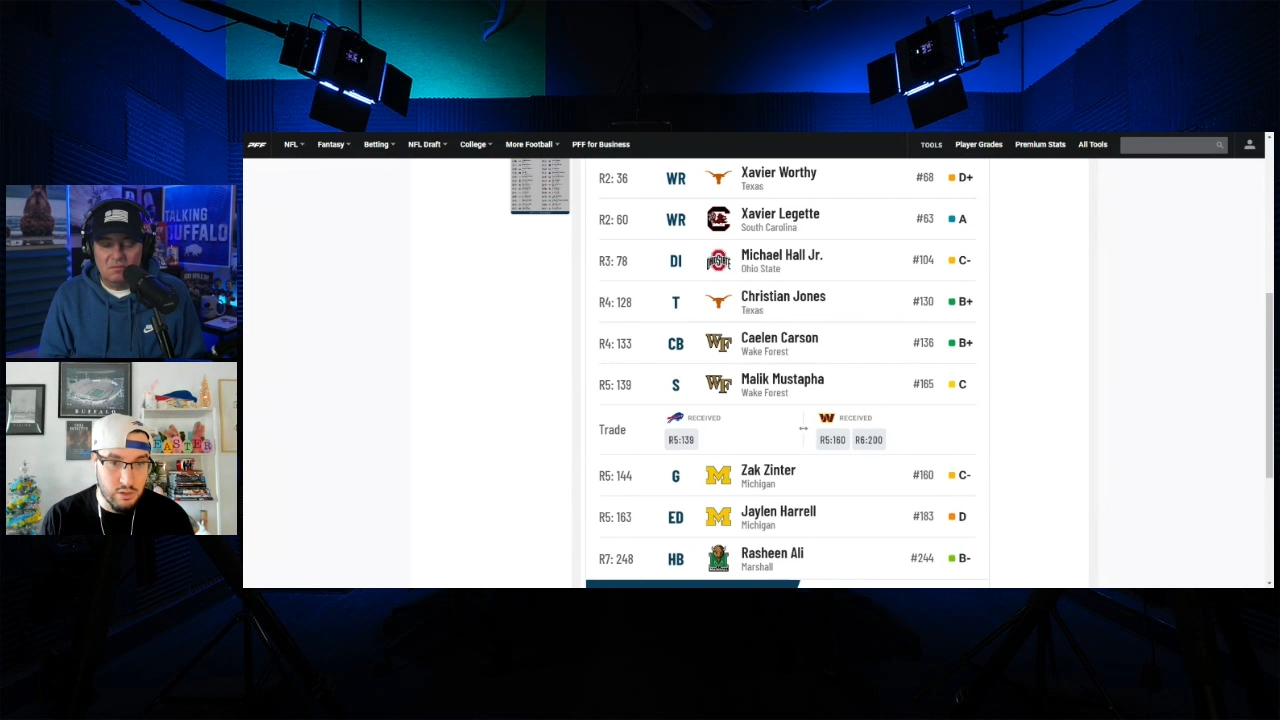 PFF NFL Fantasy Betting NFL Draft College More Football PFF for Business TOOLS Player Grades Premium Stats All Tools
R2: 36 WR Xavier Worthy #68 D+
Texas
R2: 60 WR Xavier Legette #63 A
South Carolina
R3: 78 DI Michael Hall Jr. #104 C-
Ohio State
R4: 128 T Christian Jones #130 B+
Texas
R4: 133 CB Caelen Carson #136 B+
Wake Forest
R5: 139 S Malik Mustapha #165 C
Wake Forest
Trade RECEIVED RECEIVED
R5:139 R5:160 R6:200
R5: 144 G Zak Zinter #160 C-
Michigan
R5: 163 ED Jaylen Harrell #183 D
Michigan
R7: 248 HB Rasheen Ali #244 B-
Marshall
TALKING
BUFFALO
BUFFALO
EASTER